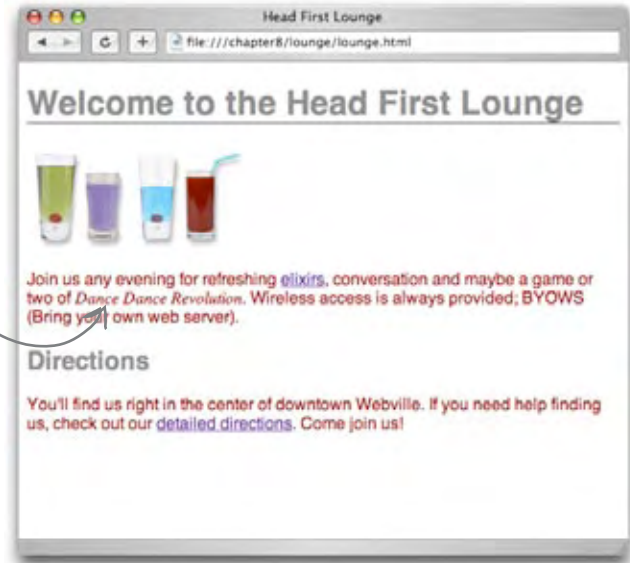 Head First Lounge
file:///chapter8/lounge/lounge.html
Welcome to the Head First Lounge
Join us any evening for refreshing elixirs, conversation and maybe a game or
two of Dance Dance Revolution. Wireless access is always provided; BYOWS
(Bring your own web server).
Directions
You'll find us right in the center of downtown Webville. If you need help finding
us, check out our detailed directions. Come join us!